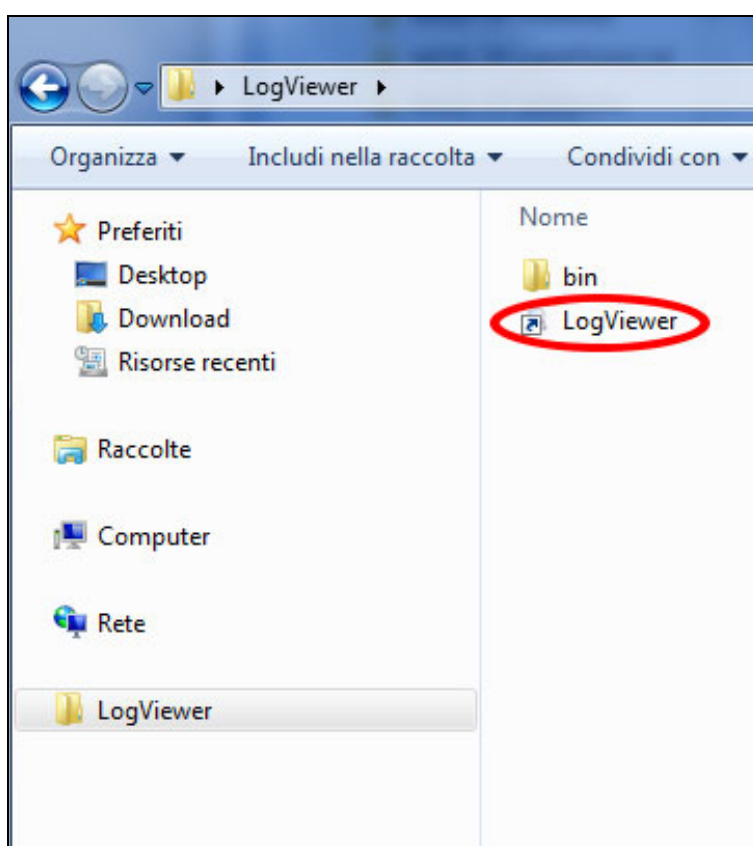 LogViewer
Organizza Includi nella raccolta Condividi con
Preferiti
Desktop
Download
Risorse recenti
Raccolte
Computer
Rete
LogViewer
Nome
bin
LogViewer